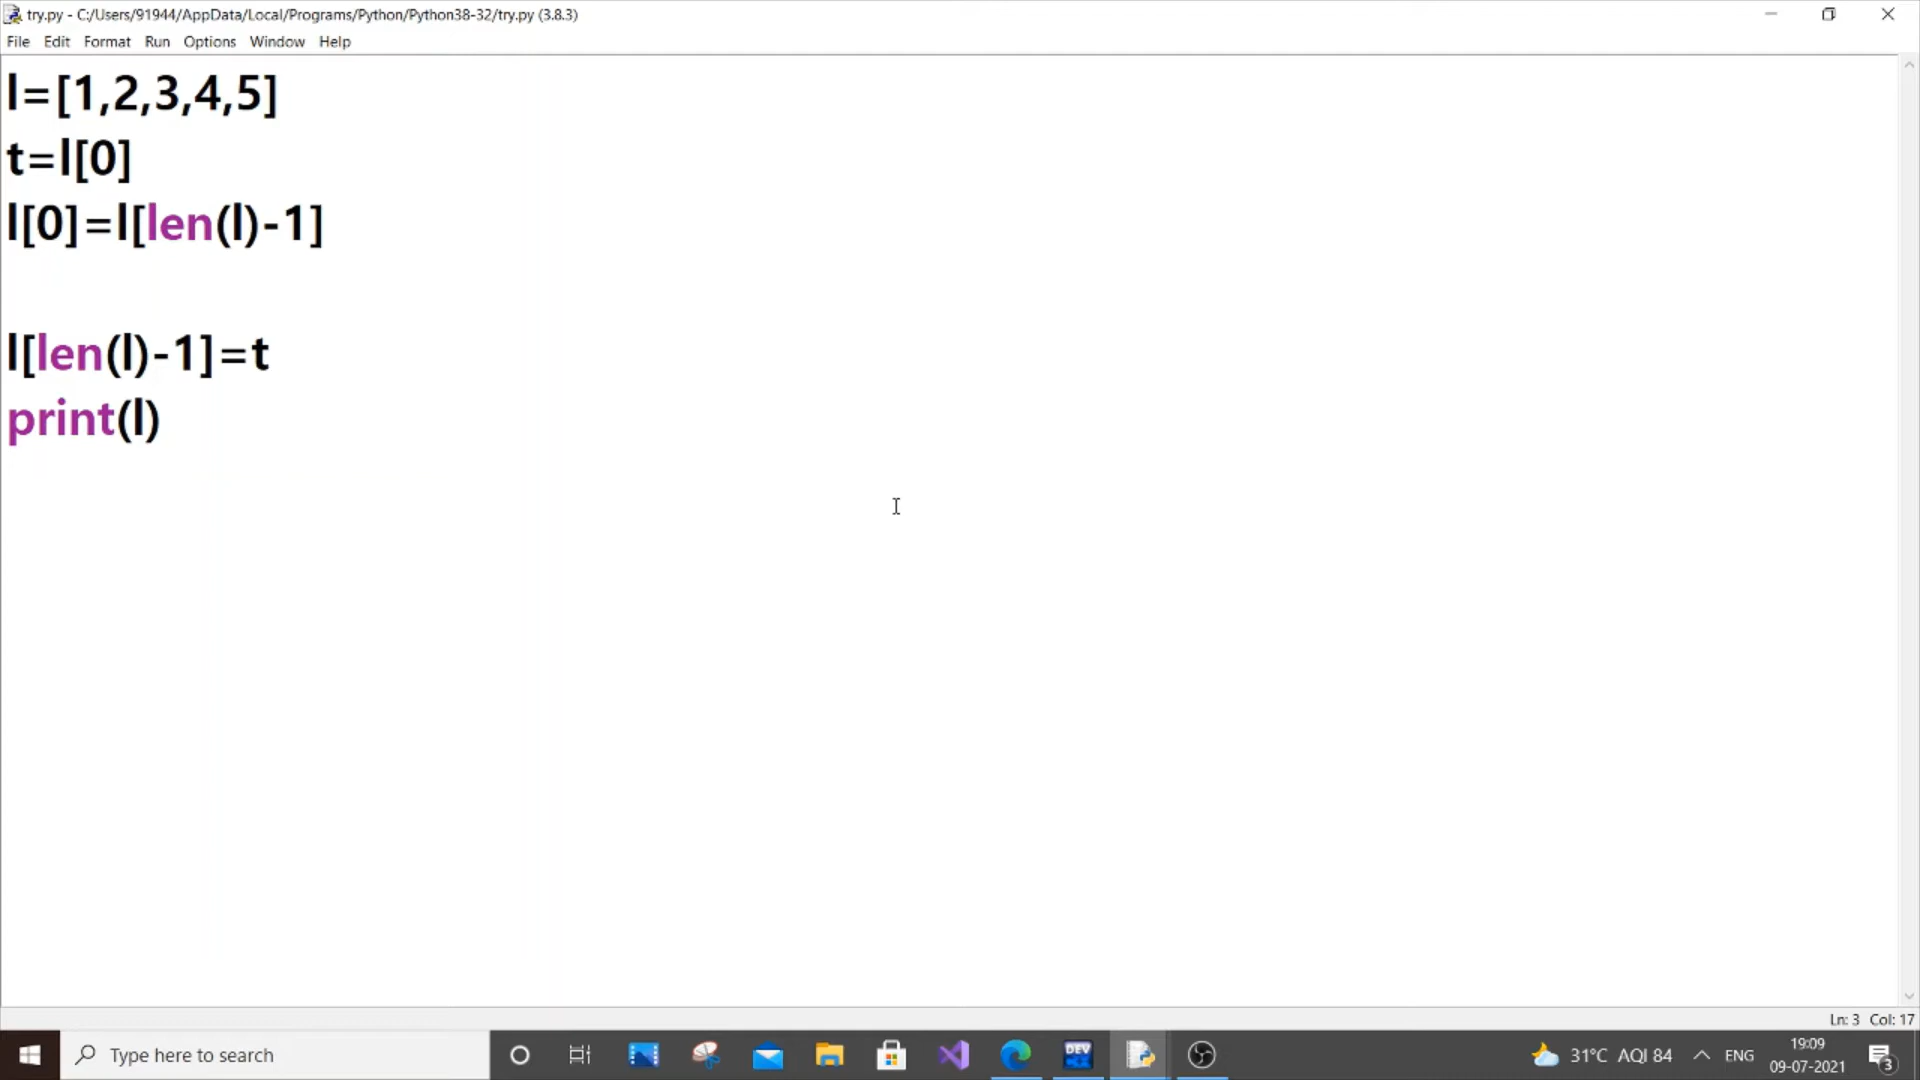 try.py - C:/Users/91944/AppData/Local/Programs/Python/Python38-32/try.py (3.8.3)
File Edit Format Run Options Window Help
l=[1,2,3,4,5]
t=l[0]
l[0]=l[len(l)-1]
l[len(l)-1]=t
print(l)
Ln: 3 Col: 17
Type here to search
DEV
31°C AQI 84
ENG
19:09
09-07-2021
3